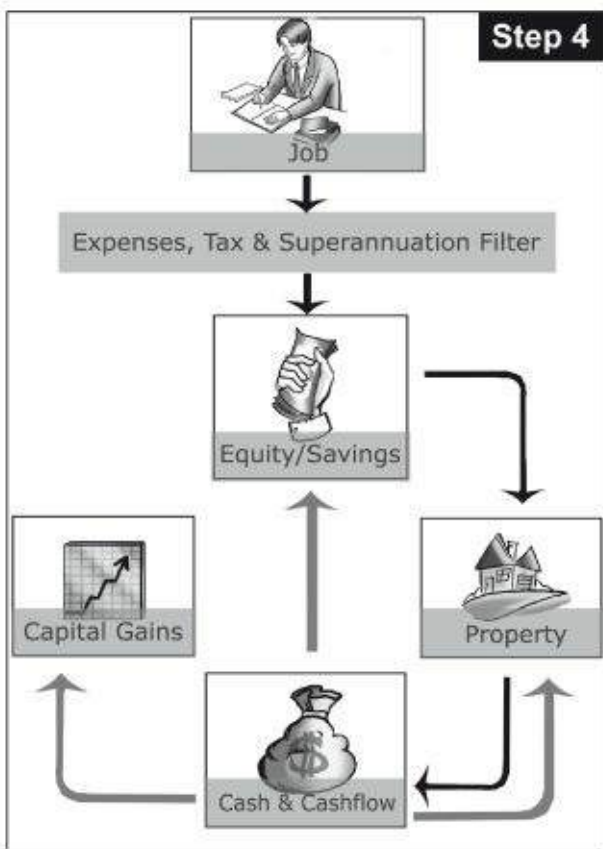 Step 4
Job
Expenses, Tax & Superannuation Filter
Equity/Savings
Capital Gains
Property
$
Cash & Cashflow